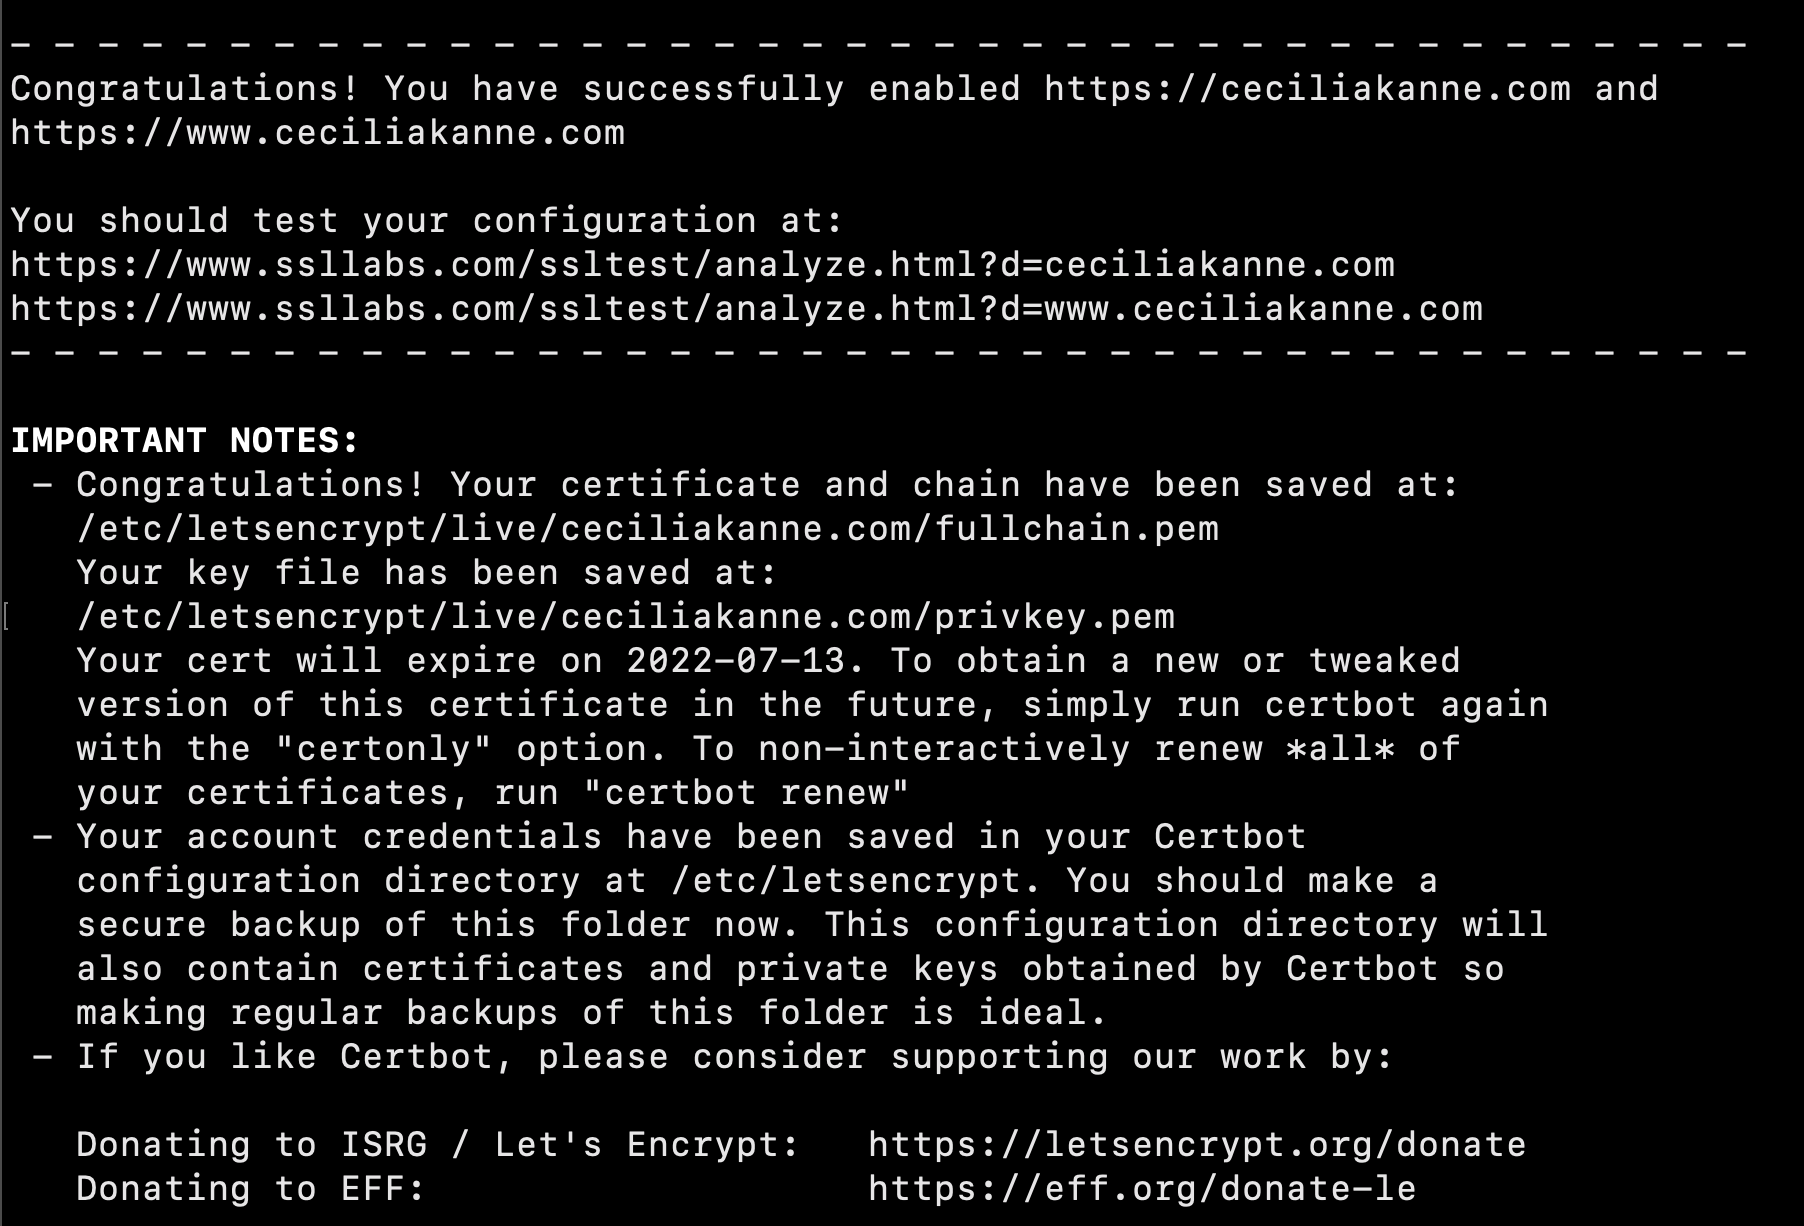 - - - - - - - - - - - - - - - - - - - - - - - - - - - - - - - - - - - - - - - -
Congratulations! You have successfully enabled https://ceciliakanne.com and
https://www.ceciliakanne.com
You should test your configuration at:
https://www.ssllabs.com/ssltest/analyze.html?d=ceciliakanne.com
https://www.ssllabs.com/ssltest/analyze.html?d=www.ceciliakanne.com
- - - - - - - - - - - - - - - - - - - - - - - - - - - - - - - - - - - - - - - -
IMPORTANT NOTES:
- Congratulations! Your certificate and chain have been saved at:
/etc/letsencrypt/live/ceciliakanne.com/fullchain.pem
Your key file has been saved at:
/etc/letsencrypt/live/ceciliakanne.com/privkey.pem
Your cert will expire on 2022-07-13. To obtain a new or tweaked
version of this certificate in the future, simply run certbot again
with the "certonly" option. To non-interactively renew *all* of
your certificates, run "certbot renew"
- Your account credentials have been saved in your Certbot
configuration directory at /etc/letsencrypt. You should make a
secure backup of this folder now. This configuration directory will
also contain certificates and private keys obtained by Certbot so
making regular backups of this folder is ideal.
- If you like Certbot, please consider supporting our work by:
Donating to ISRG / Let's Encrypt:   https://letsencrypt.org/donate
Donating to EFF:                    https://eff.org/donate-le